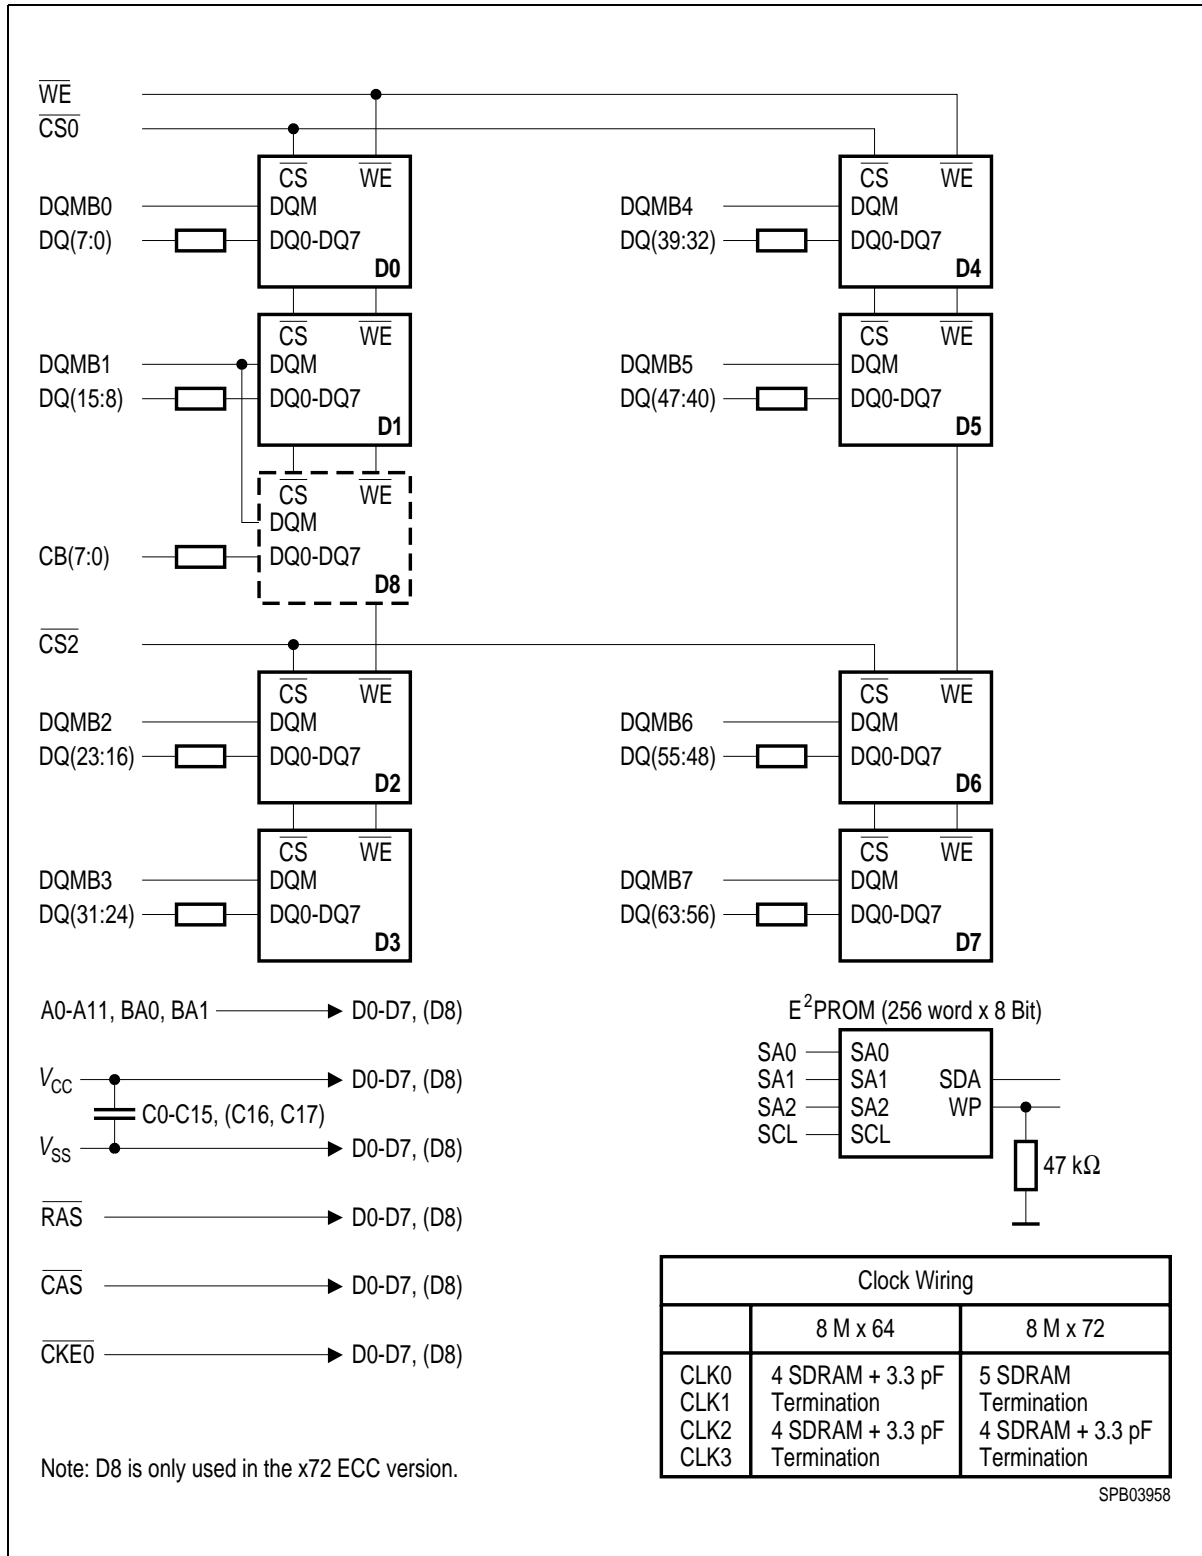 WE
CS0
CS WE
DQMB0 DQM
DQ(7:0) DQ0-DQ7
D0
CS WE
DQMB4 DQM
DQ(39:32) DQ0-DQ7
D4
CS WE
DQMB1 DQM
DQ(15:8) DQ0-DQ7
D1
CS WE
DQMB5 DQM
DQ(47:40) DQ0-DQ7
D5
CS WE
DQM
CB(7:0) DQ0-DQ7
D8
CS2
CS WE
DQMB2 DQM
DQ(23:16) DQ0-DQ7
D2
CS WE
DQMB6 DQM
DQ(55:48) DQ0-DQ7
D6
CS WE
DQMB3 DQM
DQ(31:24) DQ0-DQ7
D3
CS WE
DQMB7 DQM
DQ(63:56) DQ0-DQ7
D7
A0-A11, BA0, BA1 D0-D7, (D8)
VCC D0-D7, (D8)
C0-C15, (C16, C17)
VSS D0-D7, (D8)
RAS D0-D7, (D8)
CAS D0-D7, (D8)
CKE0 D0-D7, (D8)
Note: D8 is only used in the x72 ECC version.
E²PROM (256 word x 8 Bit)
SA0 SA0
SA1 SA1 SDA
SA2 SA2 WP
SCL SCL
47 kΩ
Clock Wiring
8 M x 64 8 M x 72
CLK0 4 SDRAM + 3.3 pF 5 SDRAM
CLK1 Termination Termination
CLK2 4 SDRAM + 3.3 pF 4 SDRAM + 3.3 pF
CLK3 Termination Termination
SPB03958